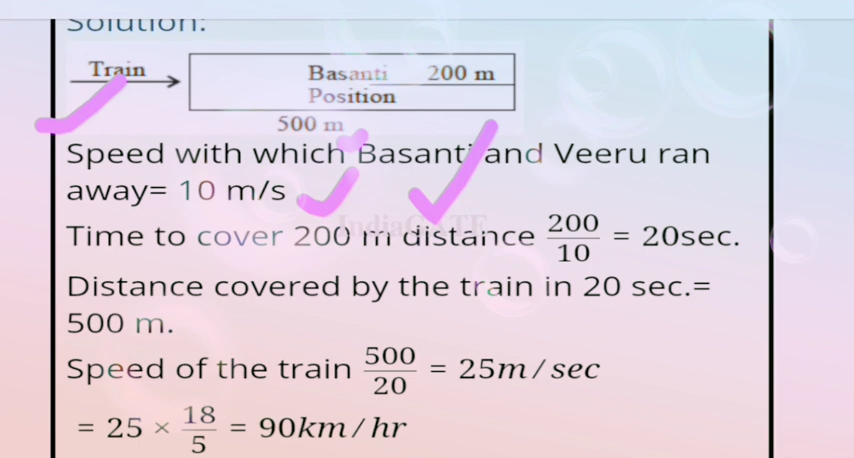 Solution:
Train
Basanti 200 m
Position
500 m
Speed with which Basanti and Veeru ran
away= 10 m/s
IndiaGATE
Time to cover 200 m distance 200/10 = 20sec.
Distance covered by the train in 20 sec.=
500 m.
Speed of the train 500/20 = 25m/sec
= 25 × 18/5 = 90km/hr